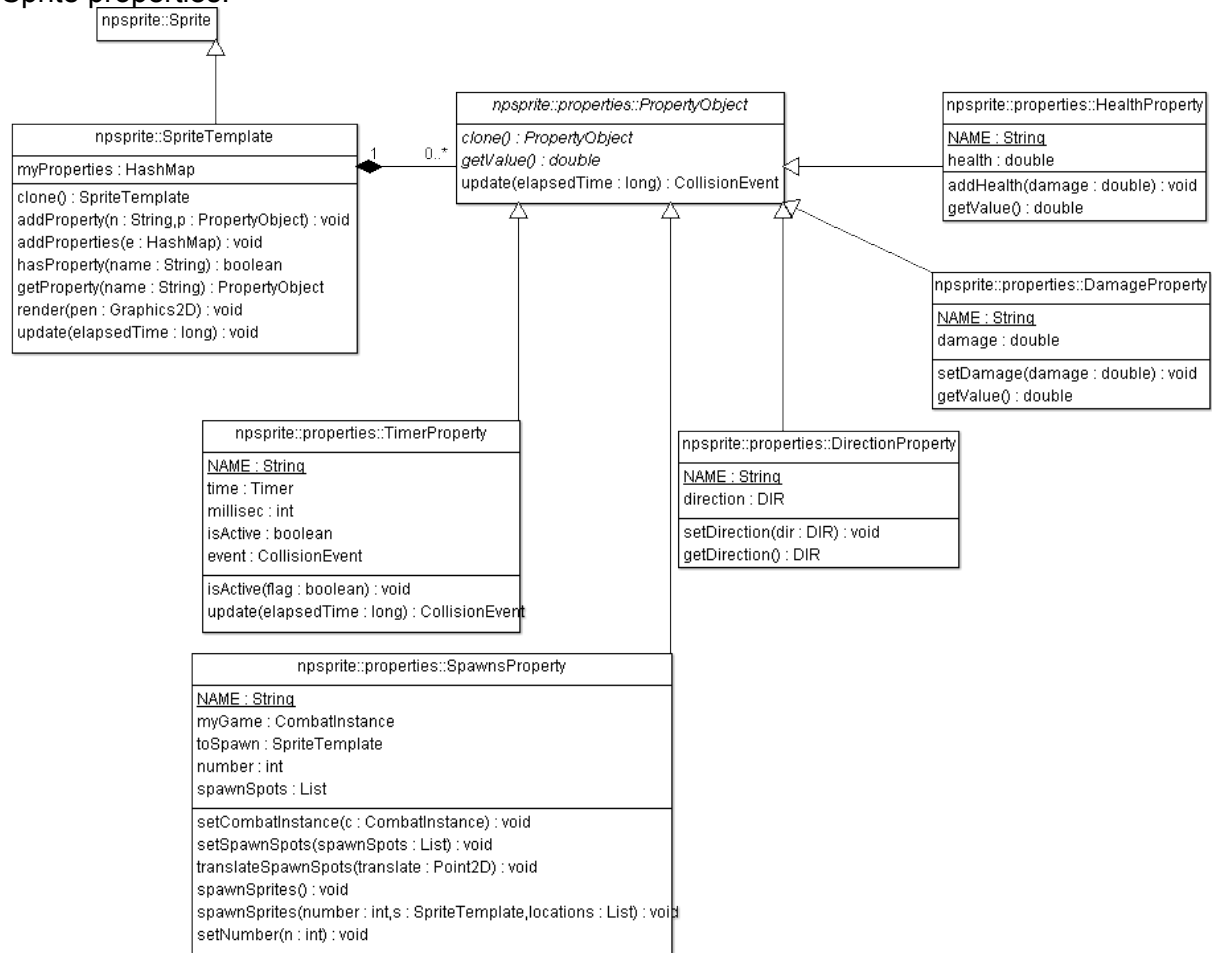 Sprite properties.
npsprite::Sprite
npsprite::SpriteTemplate
myProperties : HashMap
clone() : SpriteTemplate
addProperty(n : String,p : PropertyObject) : void
addProperties(e : HashMap) : void
hasProperty(name : String) : boolean
getProperty(name : String) : PropertyObject
render(pen : Graphics2D) : void
update(elapsedTime : long) : void
1
0..*
npsprite::properties::PropertyObject
clone() : PropertyObject
getValue() : double
update(elapsedTime : long) : CollisionEvent
npsprite::properties::HealthProperty
NAME : String
health : double
addHealth(damage : double) : void
getValue() : double
npsprite::properties::DamageProperty
NAME : String
damage : double
setDamage(damage : double) : void
getValue() : double
npsprite::properties::TimerProperty
NAME : String
time : Timer
millisec : int
isActive : boolean
event : CollisionEvent
isActive(flag : boolean) : void
update(elapsedTime : long) : CollisionEvent
npsprite::properties::DirectionProperty
NAME : String
direction : DIR
setDirection(dir : DIR) : void
getDirection() : DIR
npsprite::properties::SpawnsProperty
NAME : String
myGame : CombatInstance
toSpawn : SpriteTemplate
number : int
spawnSpots : List
setCombatInstance(c : CombatInstance) : void
setSpawnSpots(spawnSpots : List) : void
translateSpawnSpots(translate : Point2D) : void
spawnSprites() : void
spawnSprites(number : int,s : SpriteTemplate,locations : List) : void
setNumber(n : int) : void